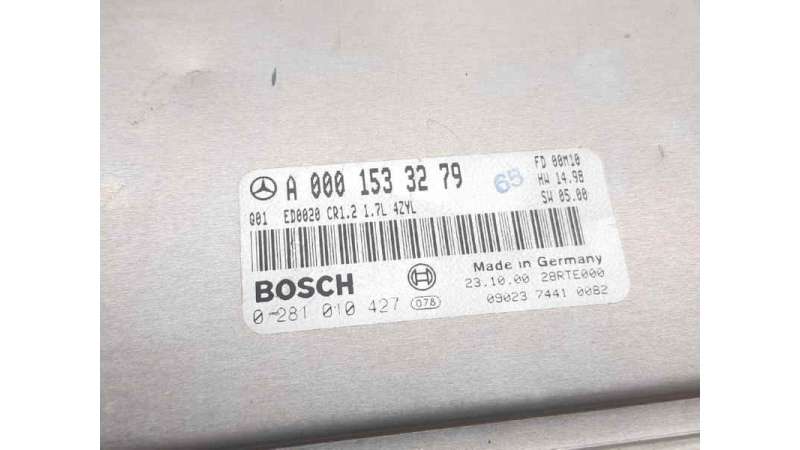 A 000 153 32 79
65
FD 00M10
HW 14.98
SW 05.00
Q01 ED0020 CR1.2 1.7L 4ZYL
BOSCH
0 281 010 427 078
Made in Germany
23.10.00 28RTE000
09023 7441 0082